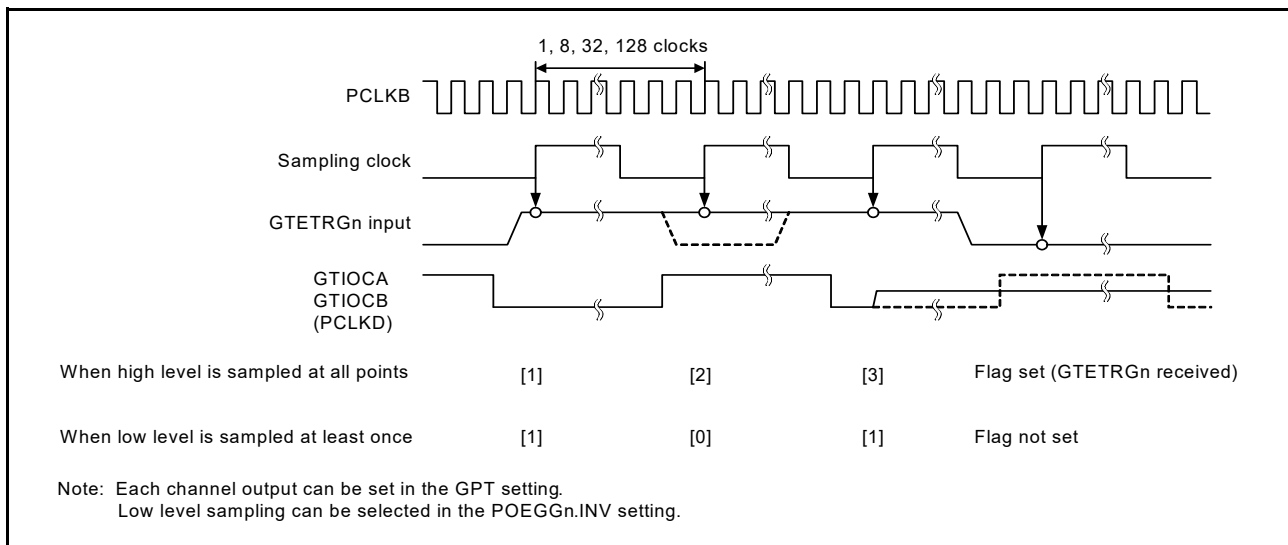 1, 8, 32, 128 clocks
PCLKB
Sampling clock
GTETRGn input
GTIOCA
GTIOCB
(PCLKD)
When high level is sampled at all points [1] [2] [3] Flag set (GTETRGn received)
When low level is sampled at least once [1] [0] [1] Flag not set
Note: Each channel output can be set in the GPT setting.
Low level sampling can be selected in the POEGGn.INV setting.